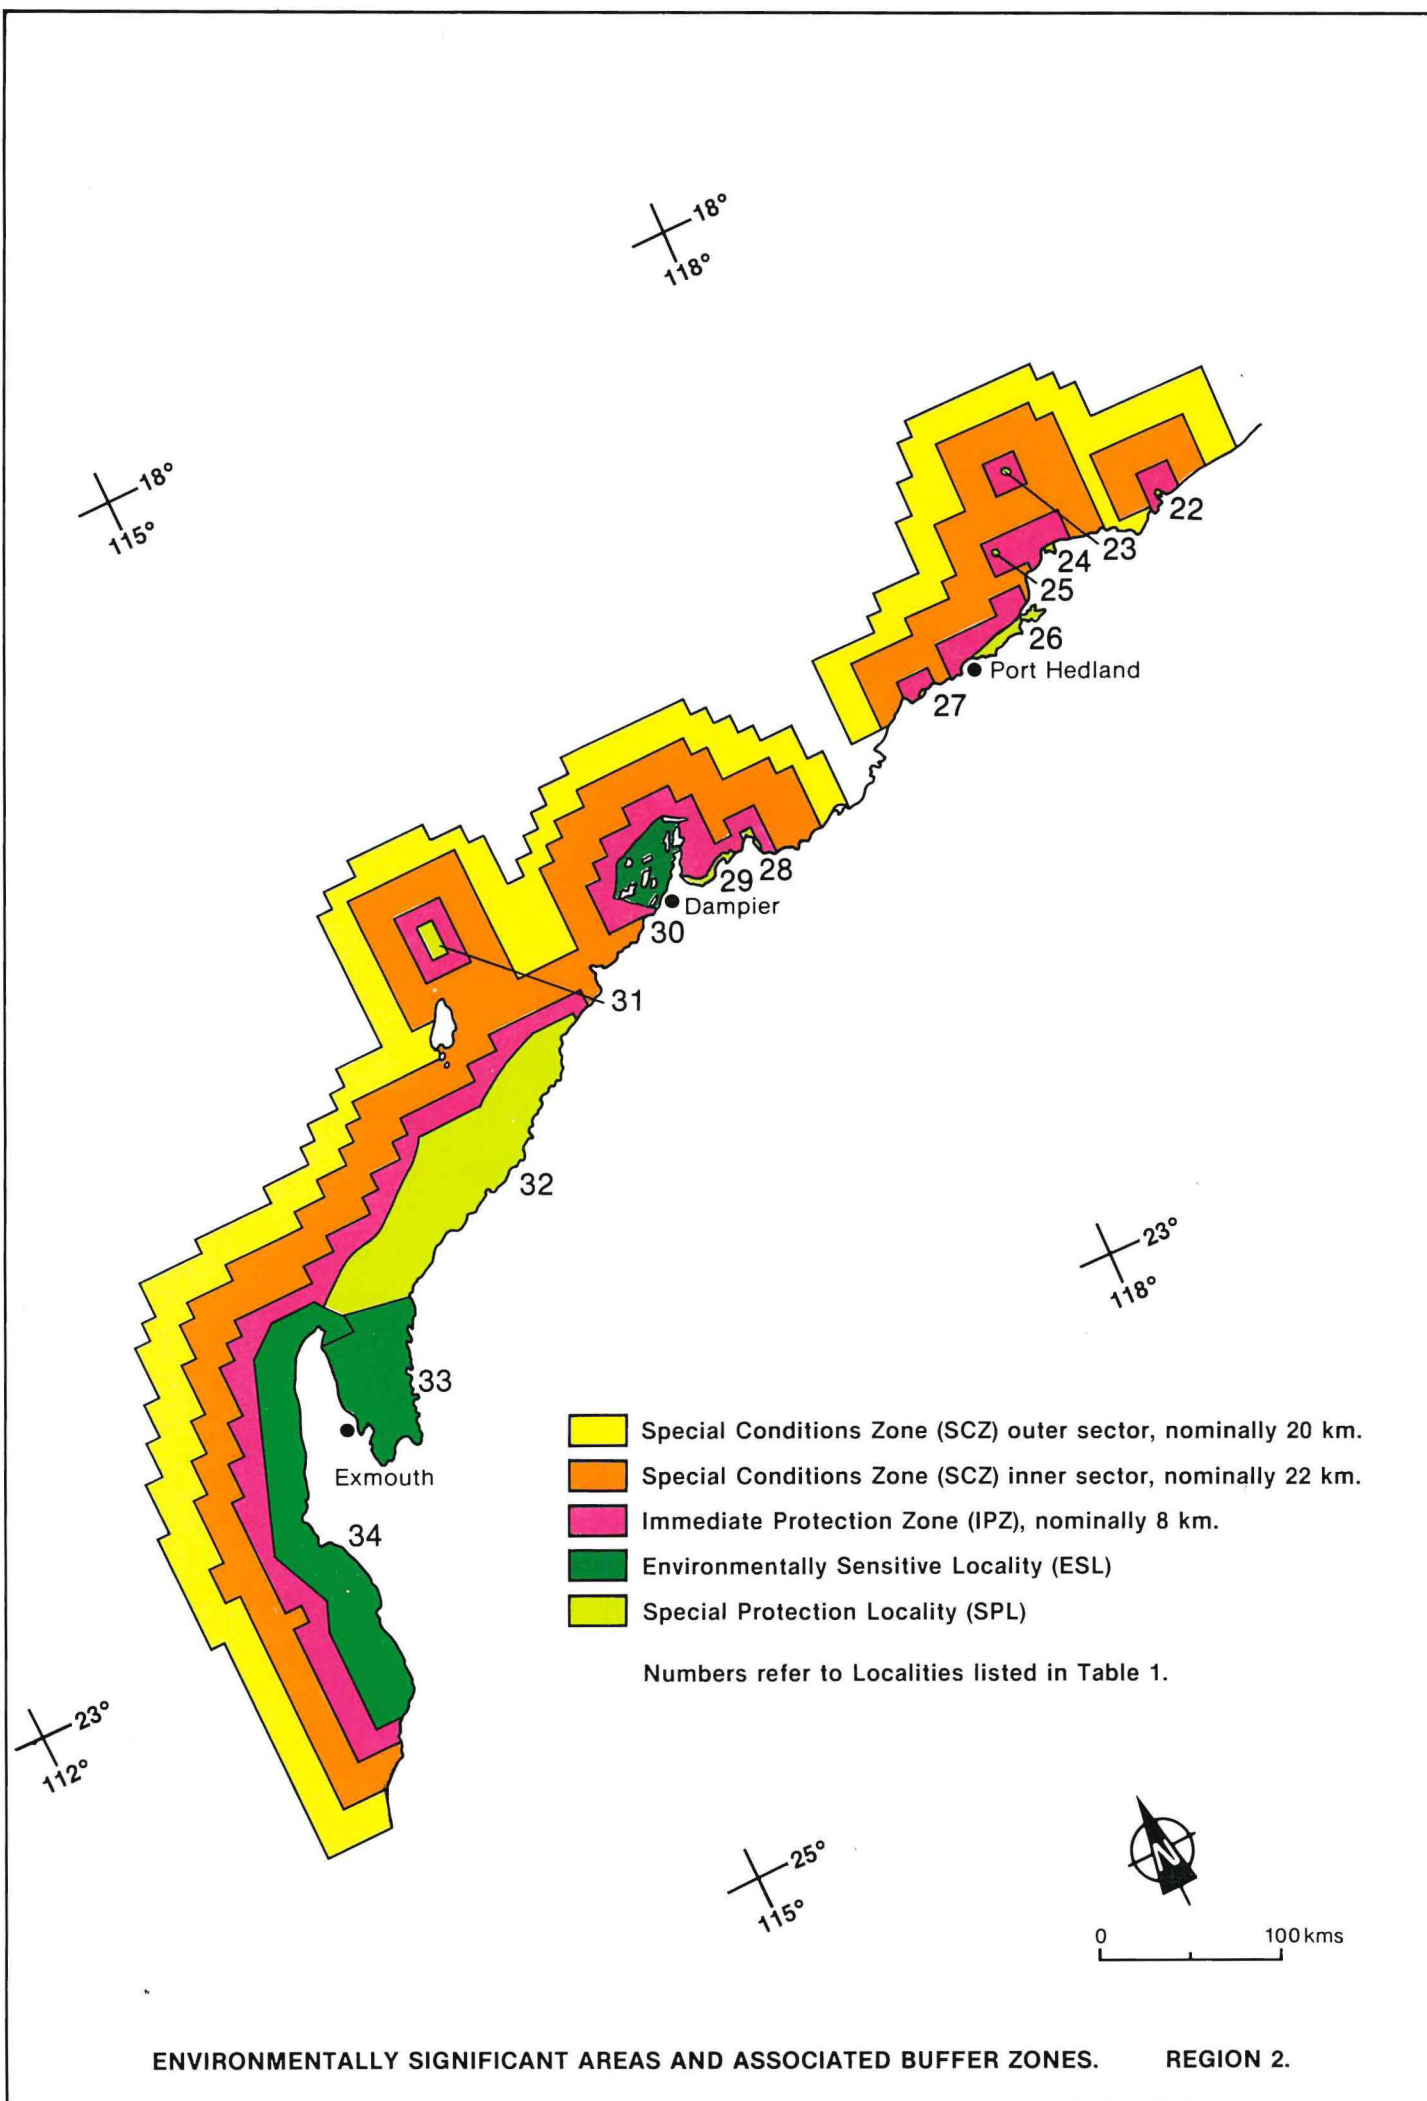 18°
118°
18°
115°
22
23
24
25
26
Port Hedland
27
28
29
Dampier
30
31
32
23°
118°
33
Exmouth
34
Special Conditions Zone (SCZ) outer sector, nominally 20 km.
Special Conditions Zone (SCZ) inner sector, nominally 22 km.
Immediate Protection Zone (IPZ), nominally 8 km.
Environmentally Sensitive Locality (ESL)
Special Protection Locality (SPL)
Numbers refer to Localities listed in Table 1.
23°
112°
25°
115°
N
0 100 kms
ENVIRONMENTALLY SIGNIFICANT AREAS AND ASSOCIATED BUFFER ZONES. REGION 2.